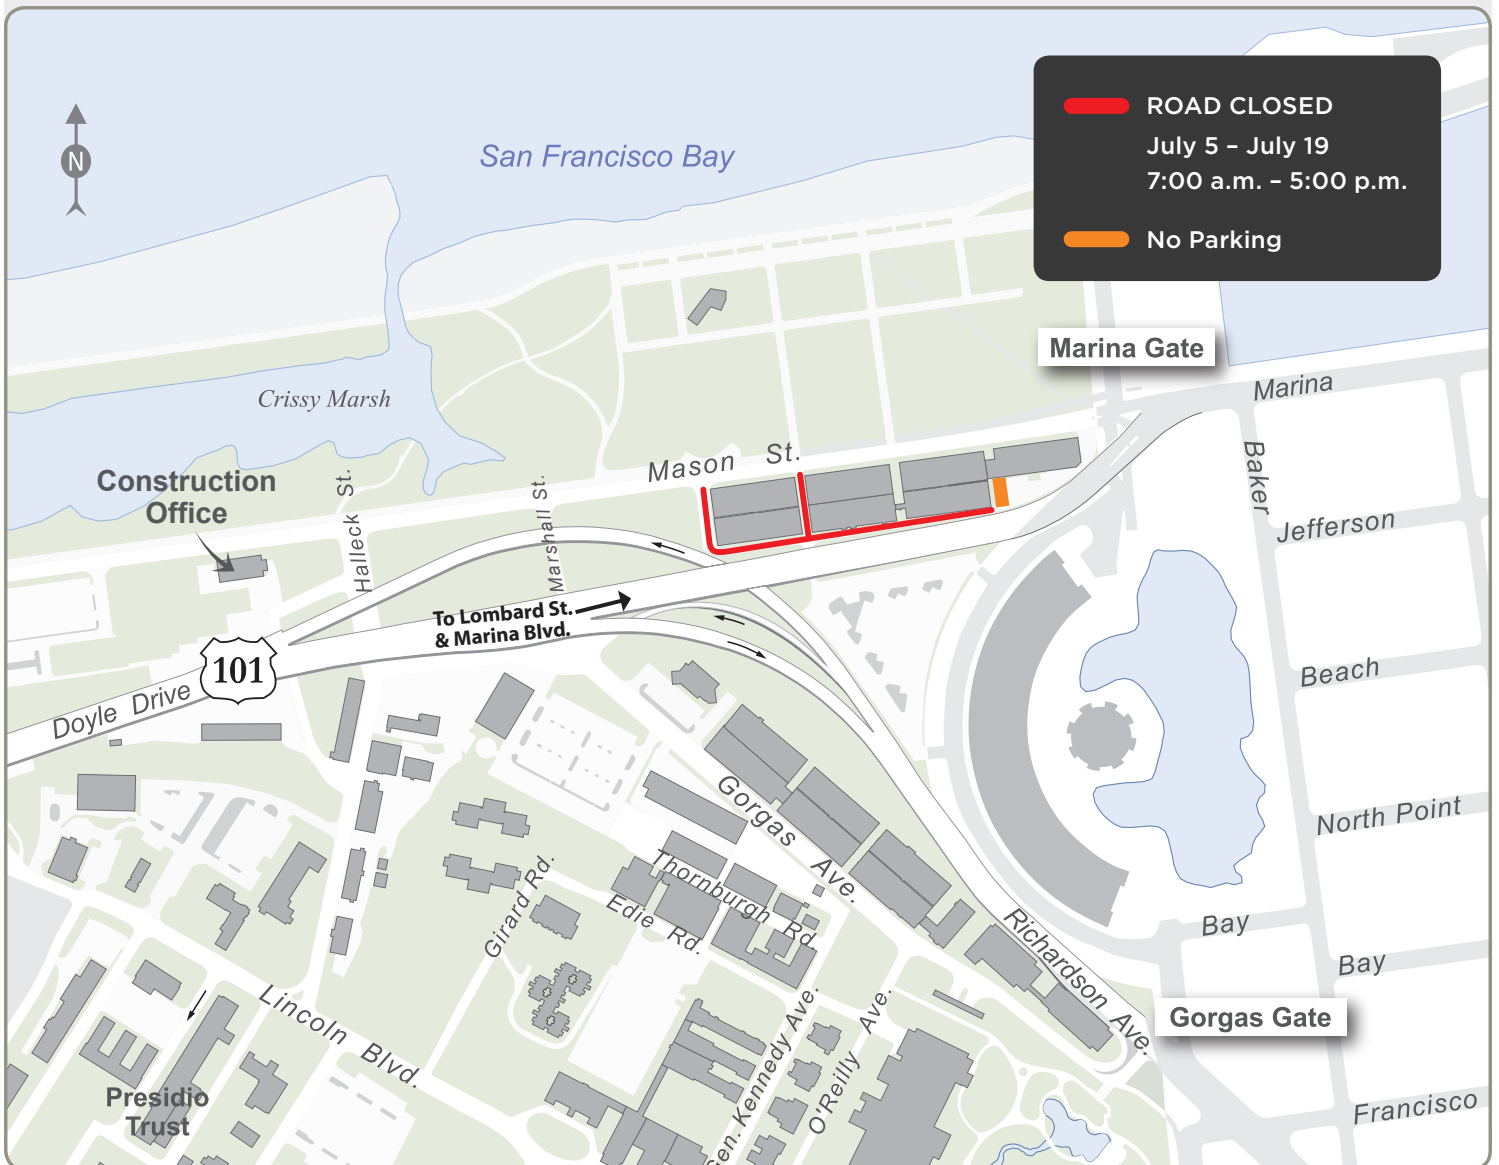 ROAD CLOSED
July 5 – July 19
7:00 a.m. – 5:00 p.m.
No Parking
N
San Francisco Bay
Marina Gate
Marina
Crissy Marsh
Mason St.
Construction
Office
Halleck St.
Marshall St.
Baker
Jefferson
To Lombard St.
& Marina Blvd.
101
Doyle Drive
Beach
North Point
Gorgas Ave.
Thornburgh Rd.
Edie Rd.
Girard Rd.
Richardson Ave.
Bay
Bay
Lincoln Blvd.
Gorgas Gate
Gen. Kennedy Ave.
O'Reilly Ave.
Presidio
Trust
Francisco